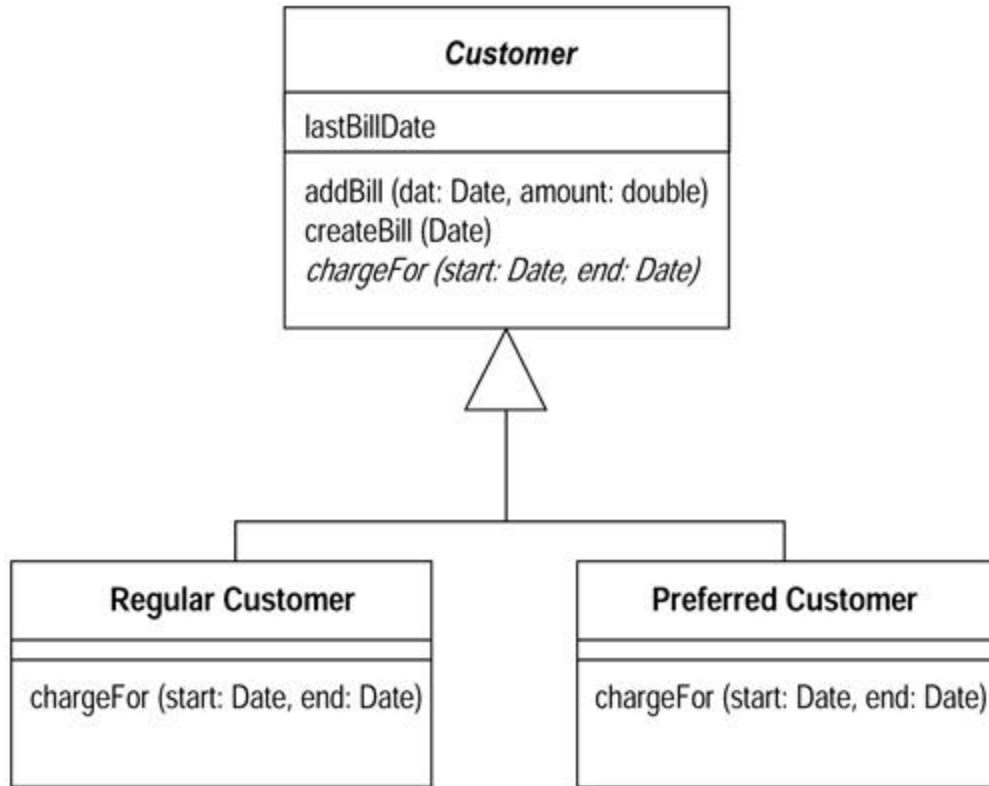 Customer
lastBillDate
addBill (dat: Date, amount: double)
createBill (Date)
chargeFor (start: Date, end: Date)
Regular Customer
chargeFor (start: Date, end: Date)
Preferred Customer
chargeFor (start: Date, end: Date)